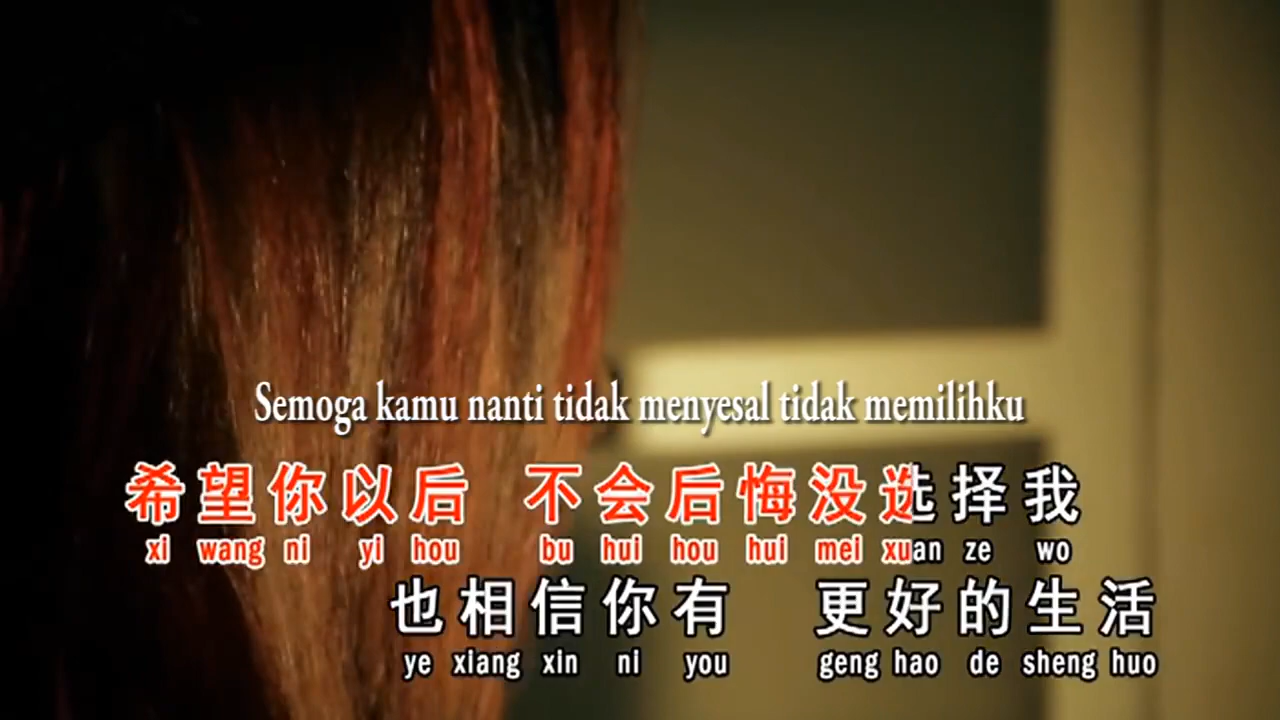 Semoga kamu nanti tidak menyesal tidak memilihku
希望你以后 不会后悔没选择我
xi wang ni yi hou bu hui hou hui mei xuan ze wo
也相信你有 更好的生活
ye xiang xin ni you geng hao de sheng huo